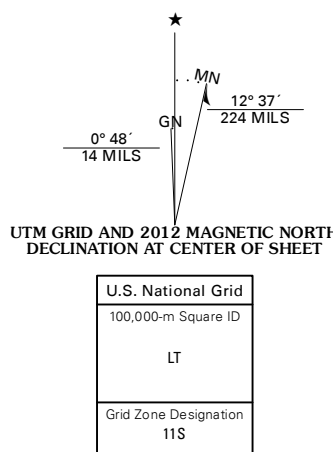 ★
MN
GN
12° 37´
224 MILS
0° 48´
14 MILS
UTM GRID AND 2012 MAGNETIC NORTH
DECLINATION AT CENTER OF SHEET
U.S. National Grid
100,000-m Square ID
LT
Grid Zone Designation
11S